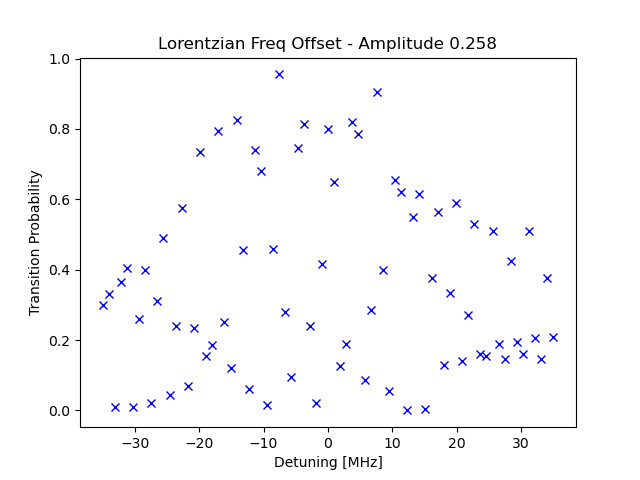 Lorentzian Freq Offset - Amplitude 0.258
1.0
0.8
0.6
0.4
0.2
0.0
Transition Probability
−30 −20 −10 0 10 20 30
Detuning [MHz]